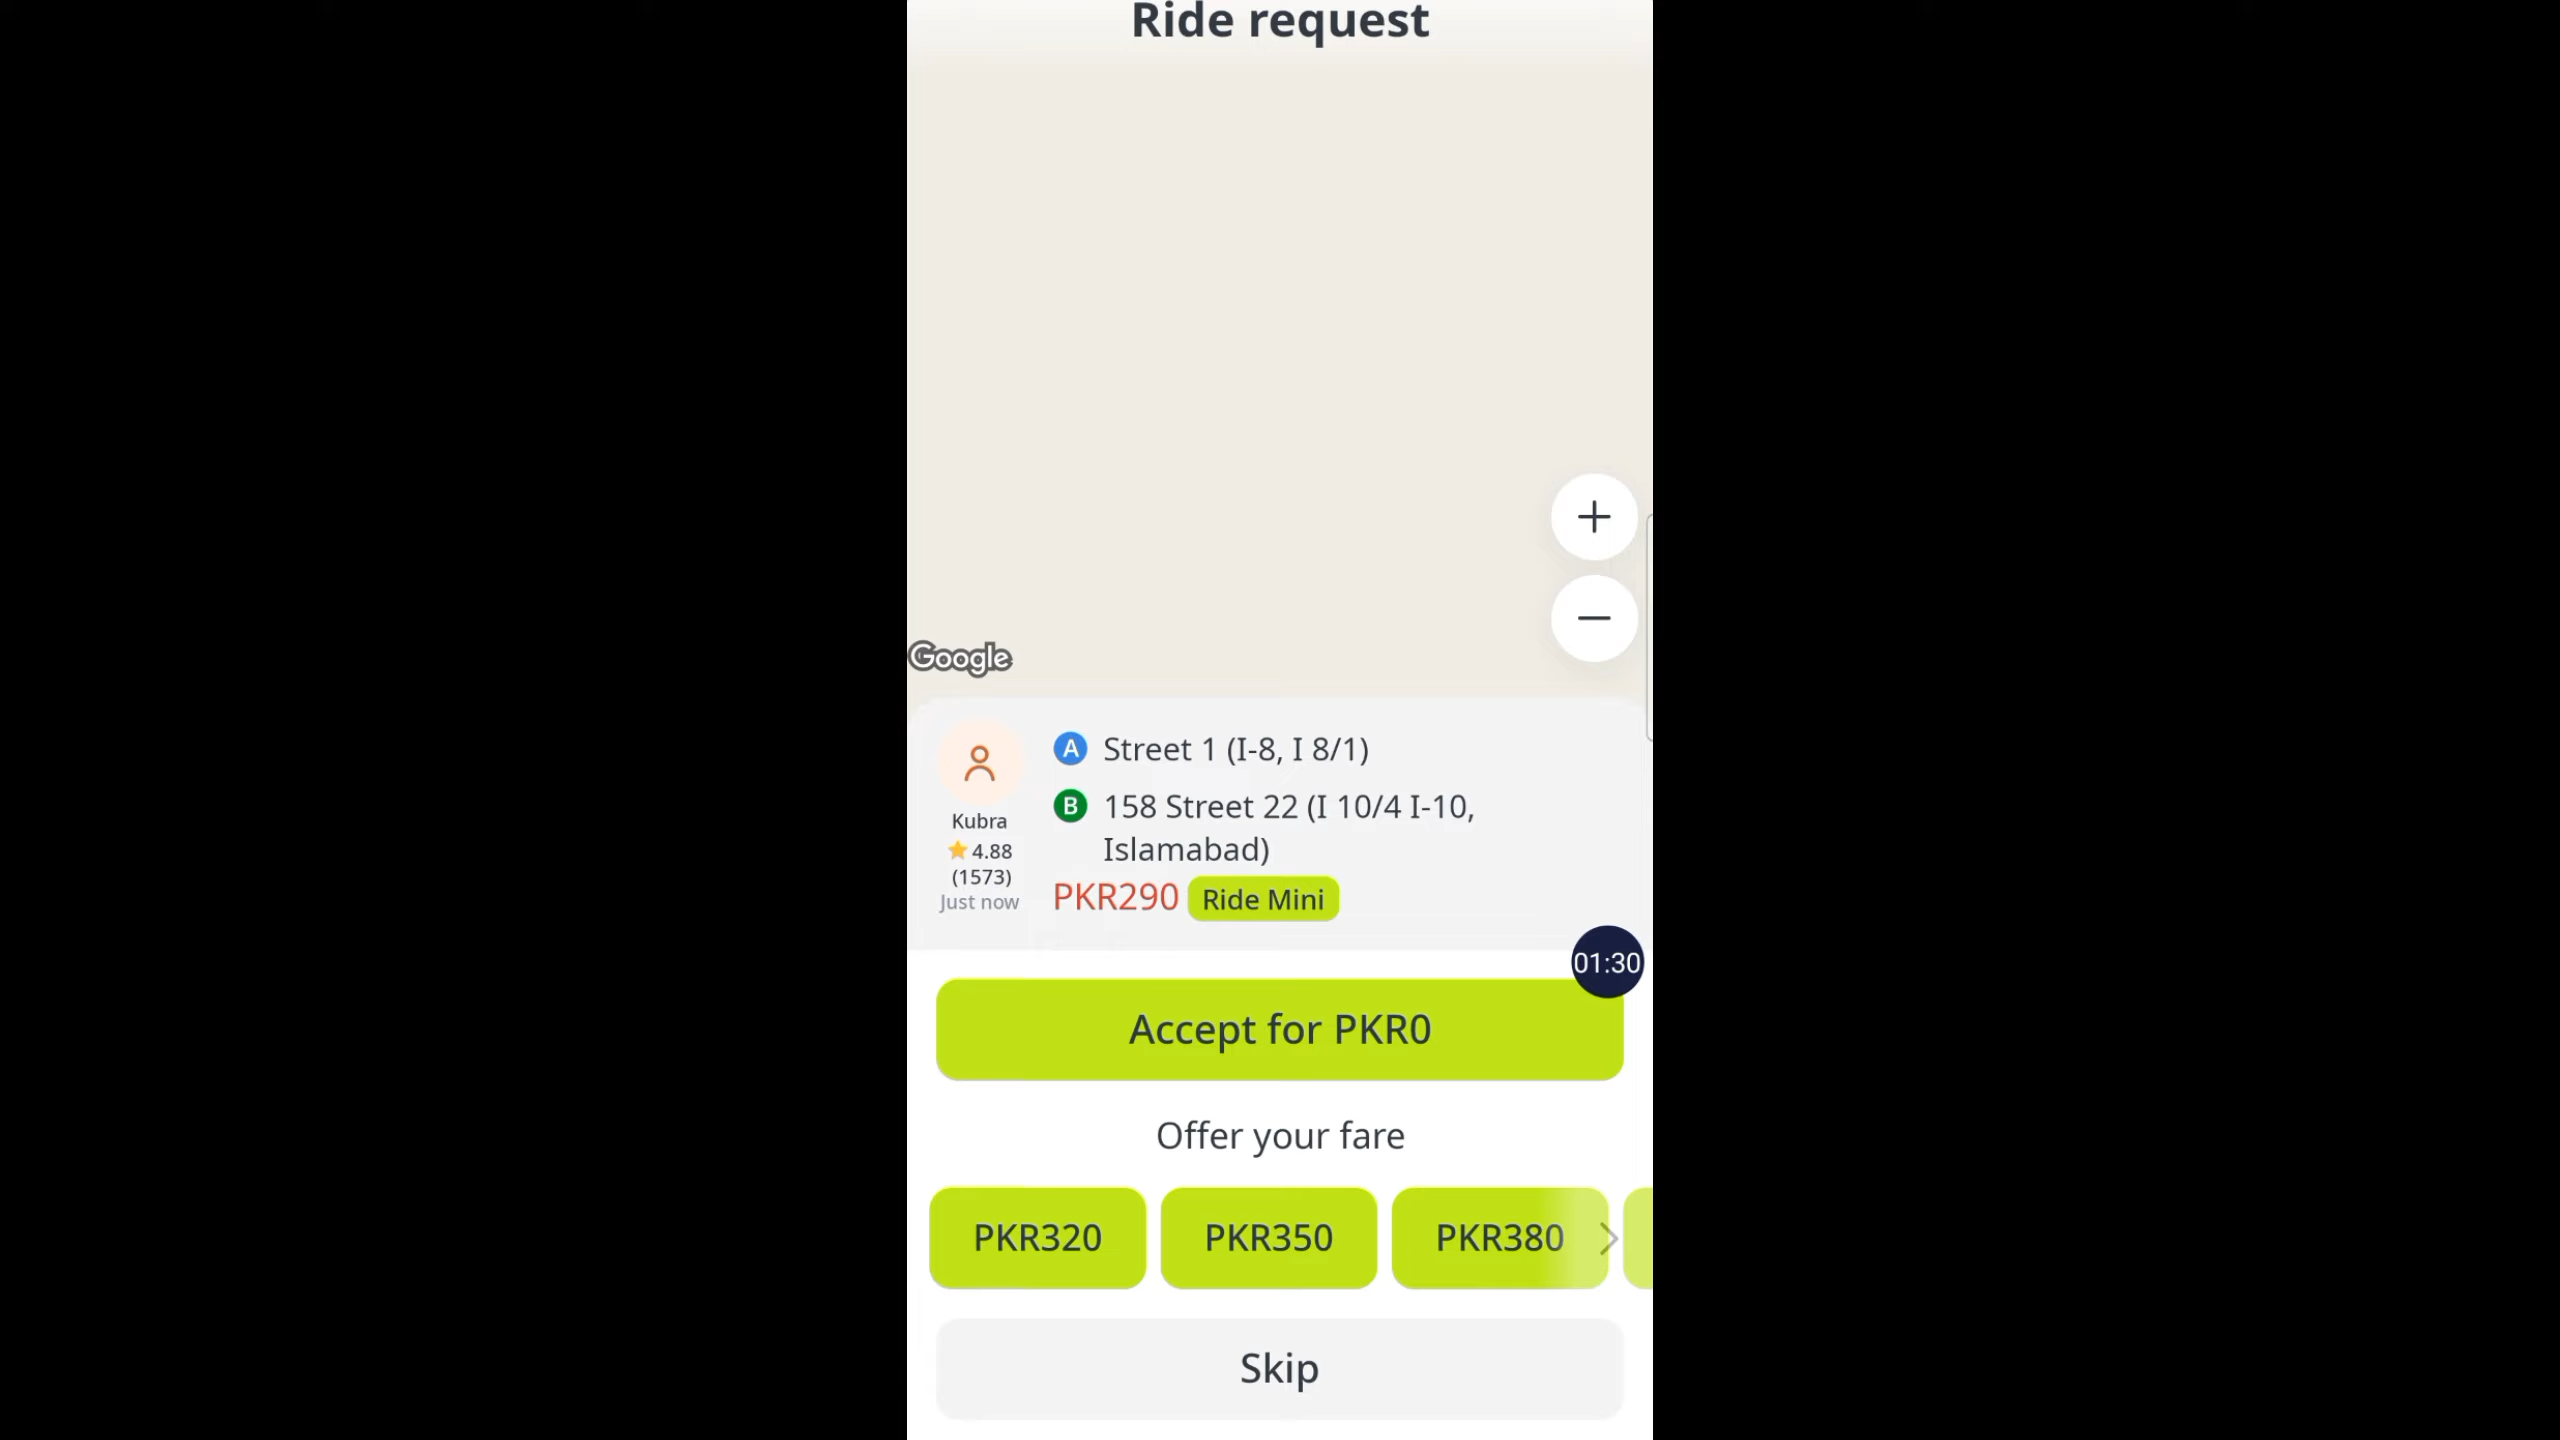 Ride request
Google
A Street 1 (I-8, I 8/1)
B 158 Street 22 (I 10/4 I-10,
Islamabad)
Kubra
4.88
(1573)
Just now
PKR290 Ride Mini
01:30
Accept for PKR0
Offer your fare
PKR320 PKR350 PKR380
Skip